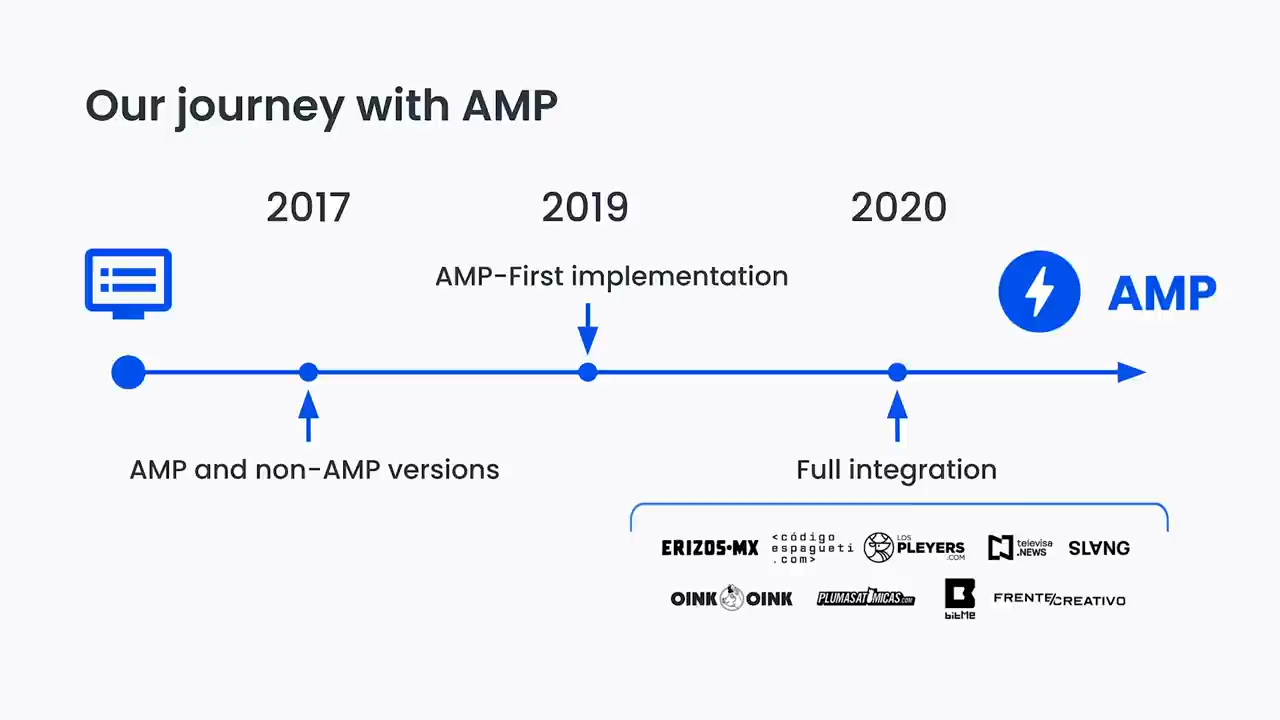 Our journey with AMP
2017
2019
2020
AMP-First implementation
AMP
AMP and non-AMP versions
Full integration
ERIZOS•MX
<código
espagueti
.com>
LOS
PLEYERS
.COM
televisa
.NEWS
SLANG
OINK OINK
PLUMASATÓMICAS.COM
bitMe
FRENTE/CREATIVO